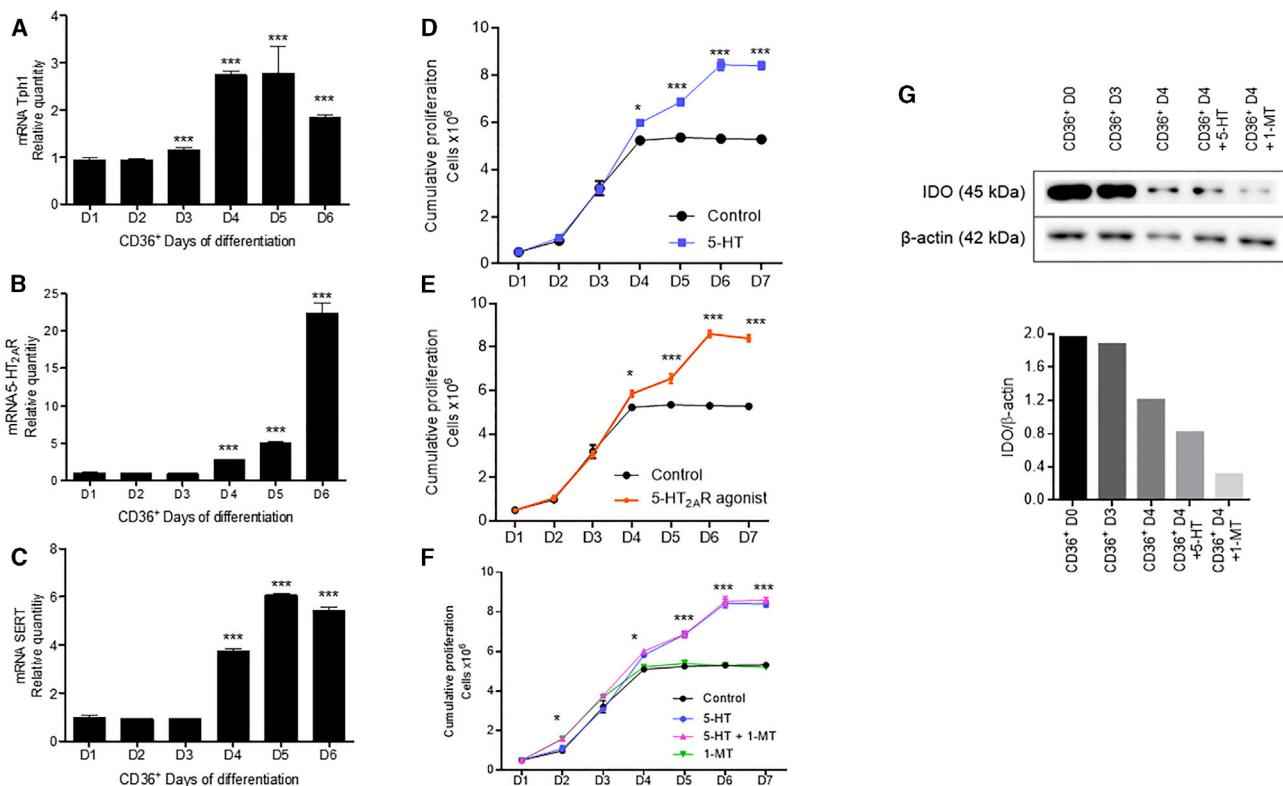 A
mRNA Tph1
Relative quantitiy
4
3
2
1
0
***
***
***
***
D1 D2 D3 D4 D5 D6
CD36+ Days of differentiation
B
mRNA5-HT2AR
Relative quantitiy
25
20
15
10
5
0
***
***
***
D1 D2 D3 D4 D5 D6
CD36+ Days of differentiation
C
mRNA SERT
Relative quantitiy
8
6
4
2
0
***
***
***
D1 D2 D3 D4 D5 D6
CD36+ Days of differentiation
D
Cumulative proliferaiton
Cells x10⁶
10
8
6
4
2
0
* *** *** ***
Control
5-HT
D1 D2 D3 D4 D5 D6 D7
E
Cumulative proliferation
Cells x10⁶
10
8
6
4
2
0
* *** *** ***
Control
5-HT2AR agonist
D1 D2 D3 D4 D5 D6 D7
F
Cumulative proliferation
Cells x10⁶
10
8
6
4
2
0
* * *** *** ***
Control
5-HT
5-HT + 1-MT
1-MT
D1 D2 D3 D4 D5 D6 D7
G
CD36+ D0
CD36+ D3
CD36+ D4
CD36+ D4
+ 5-HT
CD36+ D4
+ 1-MT
IDO (45 kDa)
β-actin (42 kDa)
IDO/β-actin
2.0
1.6
1.2
0.8
0.4
0.0
CD36+ D0
CD36+ D3
CD36+ D4
CD36+ D4
+5-HT
CD36+ D4
+1-MT